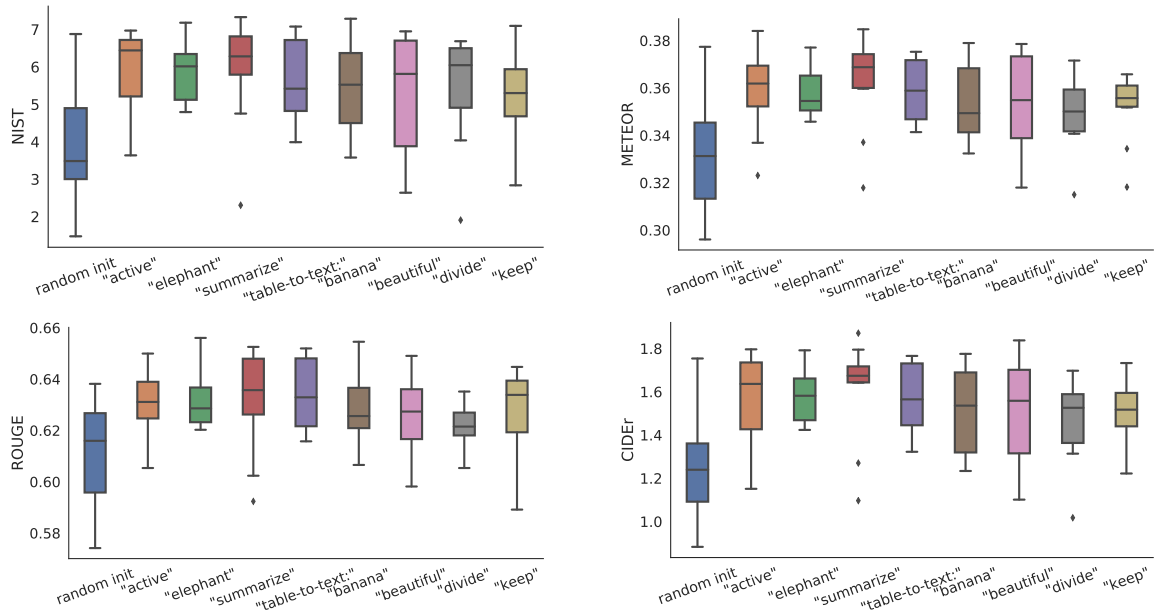 NIST
7
6
5
4
3
2
random init
"active"
"elephant"
"summarize"
"table-to-text:"
"banana"
"beautiful"
"divide"
"keep"
METEOR
0.38
0.36
0.34
0.32
0.30
random init
"active"
"elephant"
"summarize"
"table-to-text:"
"banana"
"beautiful"
"divide"
"keep"
ROUGE
0.66
0.64
0.62
0.60
0.58
random init
"active"
"elephant"
"summarize"
"table-to-text:"
"banana"
"beautiful"
"divide"
"keep"
CIDEr
1.8
1.6
1.4
1.2
1.0
random init
"active"
"elephant"
"summarize"
"table-to-text:"
"banana"
"beautiful"
"divide"
"keep"